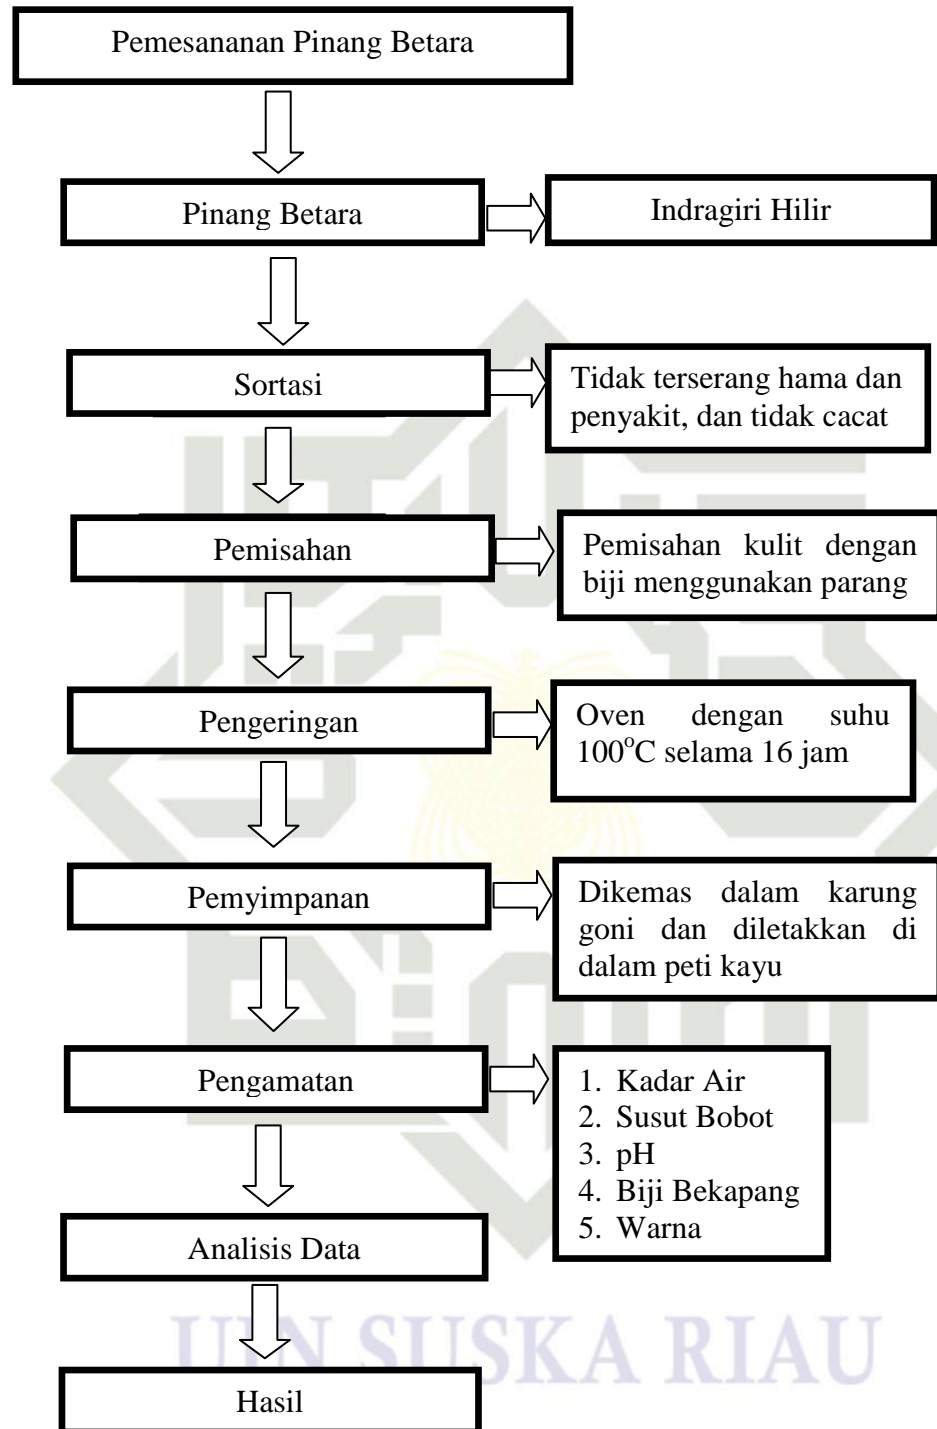 Pemesananan Pinang Betara
Pinang Betara
Indragiri Hilir
Sortasi
Tidak terserang hama dan
penyakit, dan tidak cacat
Pemisahan
Pemisahan kulit dengan
biji menggunakan parang
Pengeringan
Oven dengan suhu
100°C selama 16 jam
Pemyimpanan
Dikemas dalam karung
goni dan diletakkan di
dalam peti kayu
Pengamatan
1. Kadar Air
2. Susut Bobot
3. pH
4. Biji Bekapang
5. Warna
Analisis Data
UIN SUSKA RIAU
Hasil